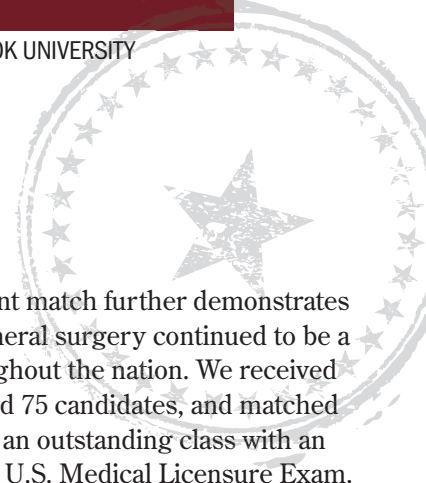 OK UNIVERSITY
nt match further demonstrates
neral surgery continued to be a
ghout the nation. We received
d 75 candidates, and matched
an outstanding class with an
U.S. Medical Licensure Exam.